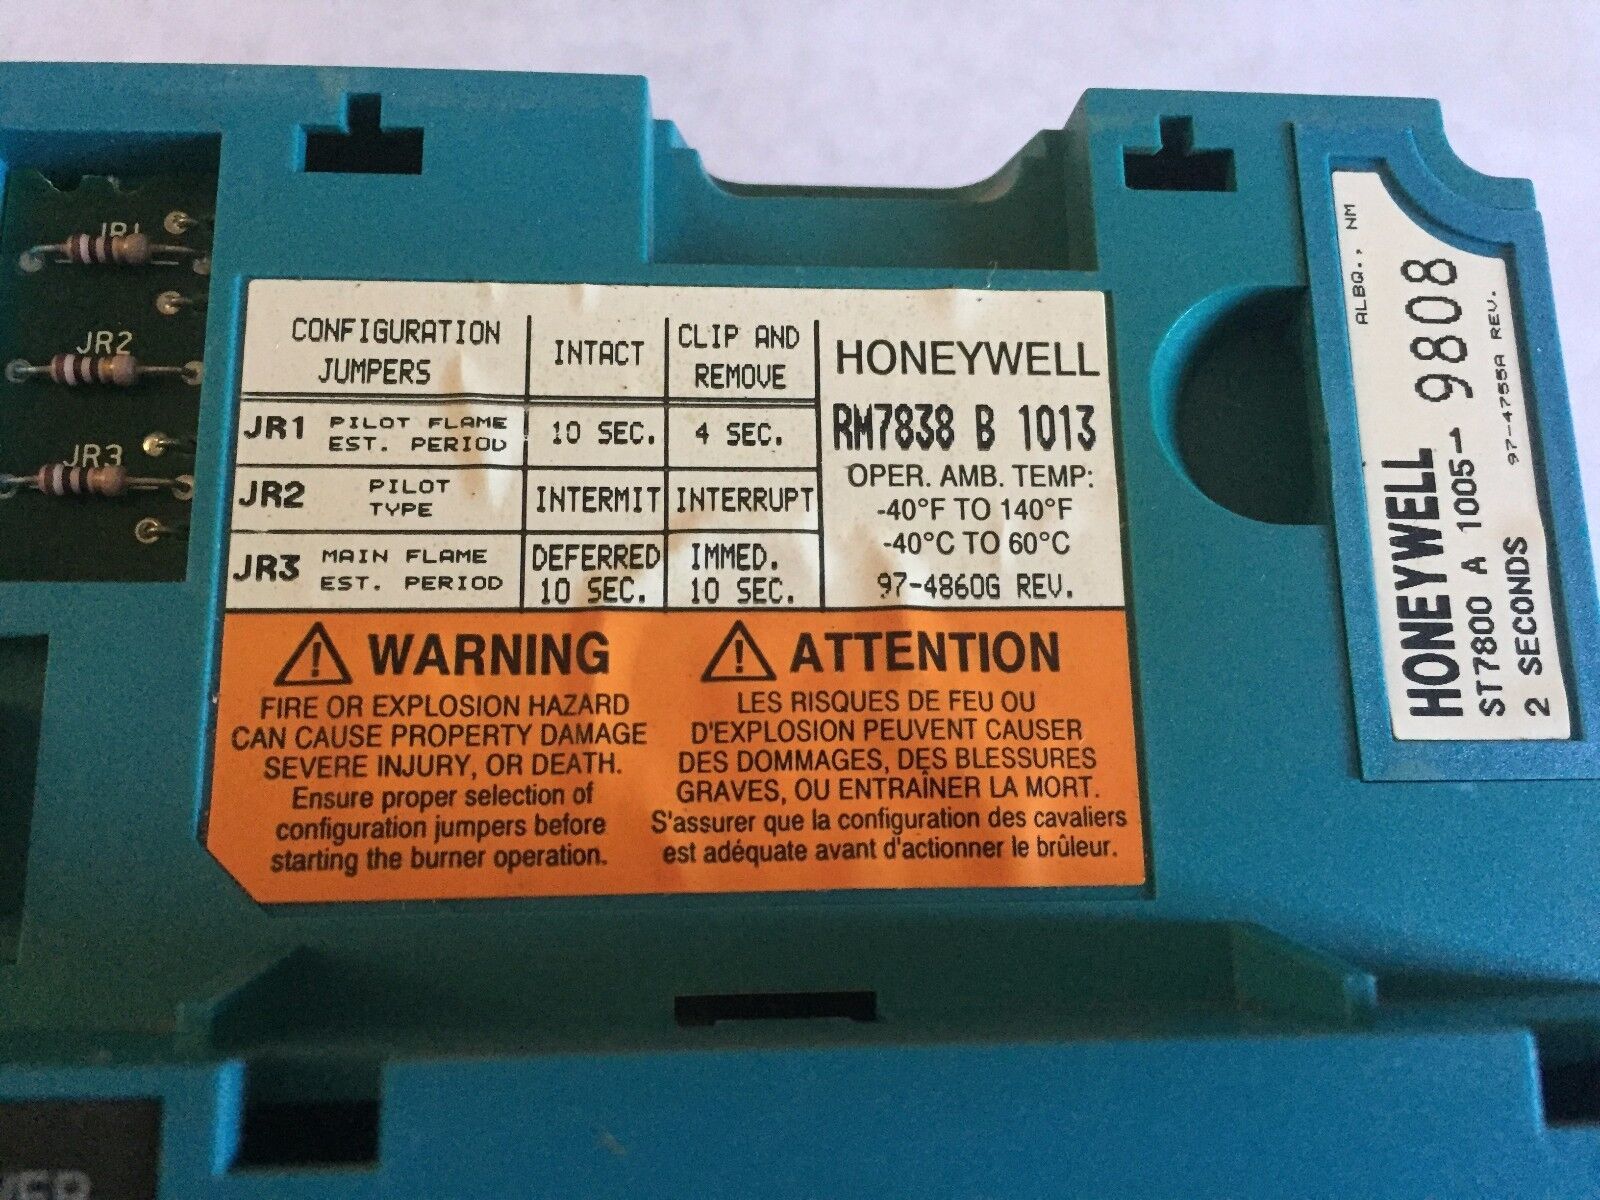 JR1
JR2
JR3
CONFIGURATION JUMPERS
INTACT
CLIP AND REMOVE
JR1 PILOT FLAME EST. PERIOD 10 SEC. 4 SEC.
JR2 PILOT TYPE INTERMIT INTERRUPT
JR3 MAIN FLAME EST. PERIOD DEFERRED 10 SEC. IMMED. 10 SEC.
HONEYWELL
RM7838 B 1013
OPER. AMB. TEMP:
-40°F TO 140°F
-40°C TO 60°C
97-4860G REV.
WARNING
FIRE OR EXPLOSION HAZARD
CAN CAUSE PROPERTY DAMAGE
SEVERE INJURY, OR DEATH.
Ensure proper selection of
configuration jumpers before
starting the burner operation.
ATTENTION
LES RISQUES DE FEU OU
D'EXPLOSION PEUVENT CAUSER
DES DOMMAGES, DES BLESSURES
GRAVES, OU ENTRAÎNER LA MORT.
S'assurer que la configuration des cavaliers
est adéquate avant d'actionner le brûleur.
ALBQ., NM
HONEYWELL 9808
ST7800 A 1005- 97-4755A REV.
2 SECONDS